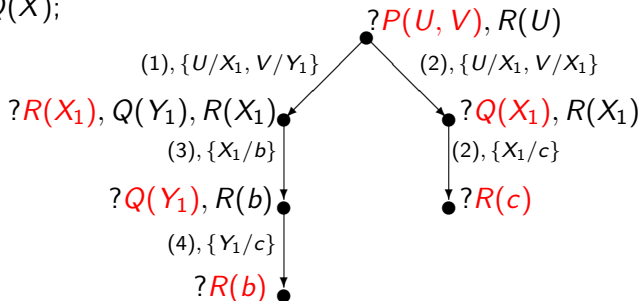 Q(X);
?P(U, V), R(U)
(1), {U/X₁, V/Y₁} (2), {U/X₁, V/X₁}
?R(X₁), Q(Y₁), R(X₁) ?Q(X₁), R(X₁)
(3), {X₁/b} (2), {X₁/c}
?Q(Y₁), R(b) ?R(c)
(4), {Y₁/c}
?R(b)